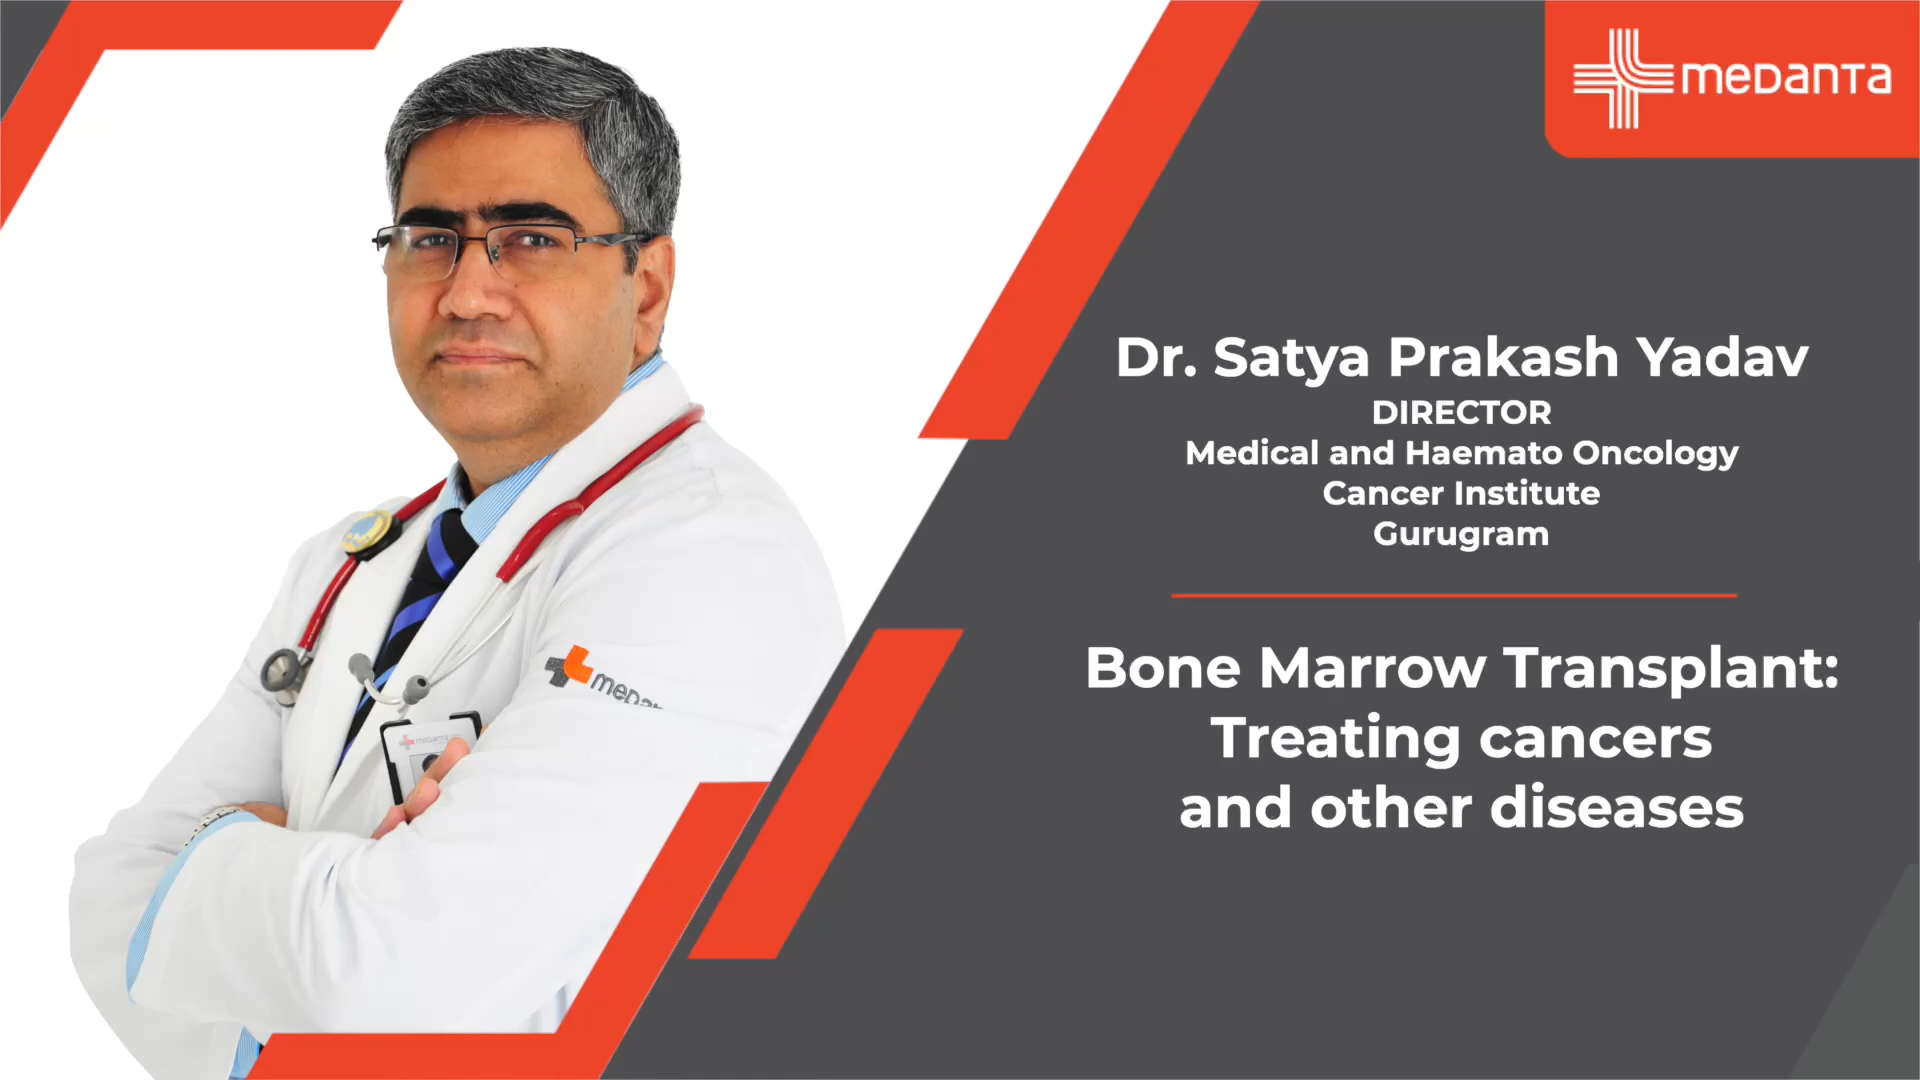 medanta
Dr. Satya Prakash Yadav
DIRECTOR
Medical and Haemato Oncology
Cancer Institute
Gurugram
Bone Marrow Transplant:
Treating cancers
and other diseases
medanta